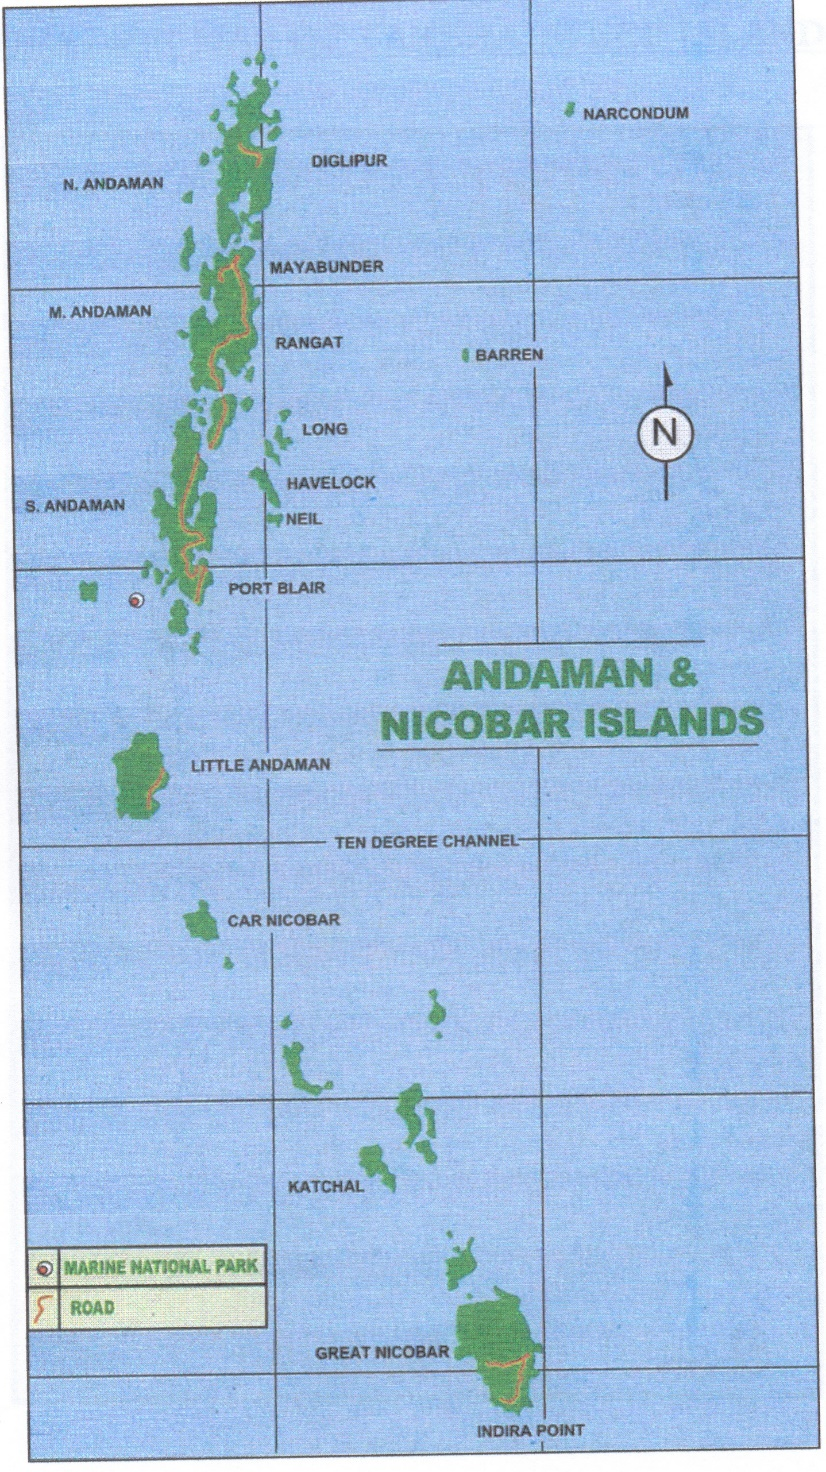 NARCONDUM
DIGLIPUR
N. ANDAMAN
MAYABUNDER
M. ANDAMAN
RANGAT
BARREN
N
LONG
HAVELOCK
S. ANDAMAN
NEIL
PORT BLAIR
ANDAMAN &
NICOBAR ISLANDS
LITTLE ANDAMAN
TEN DEGREE CHANNEL
CAR NICOBAR
KATCHAL
MARINE NATIONAL PARK
ROAD
GREAT NICOBAR
INDIRA POINT